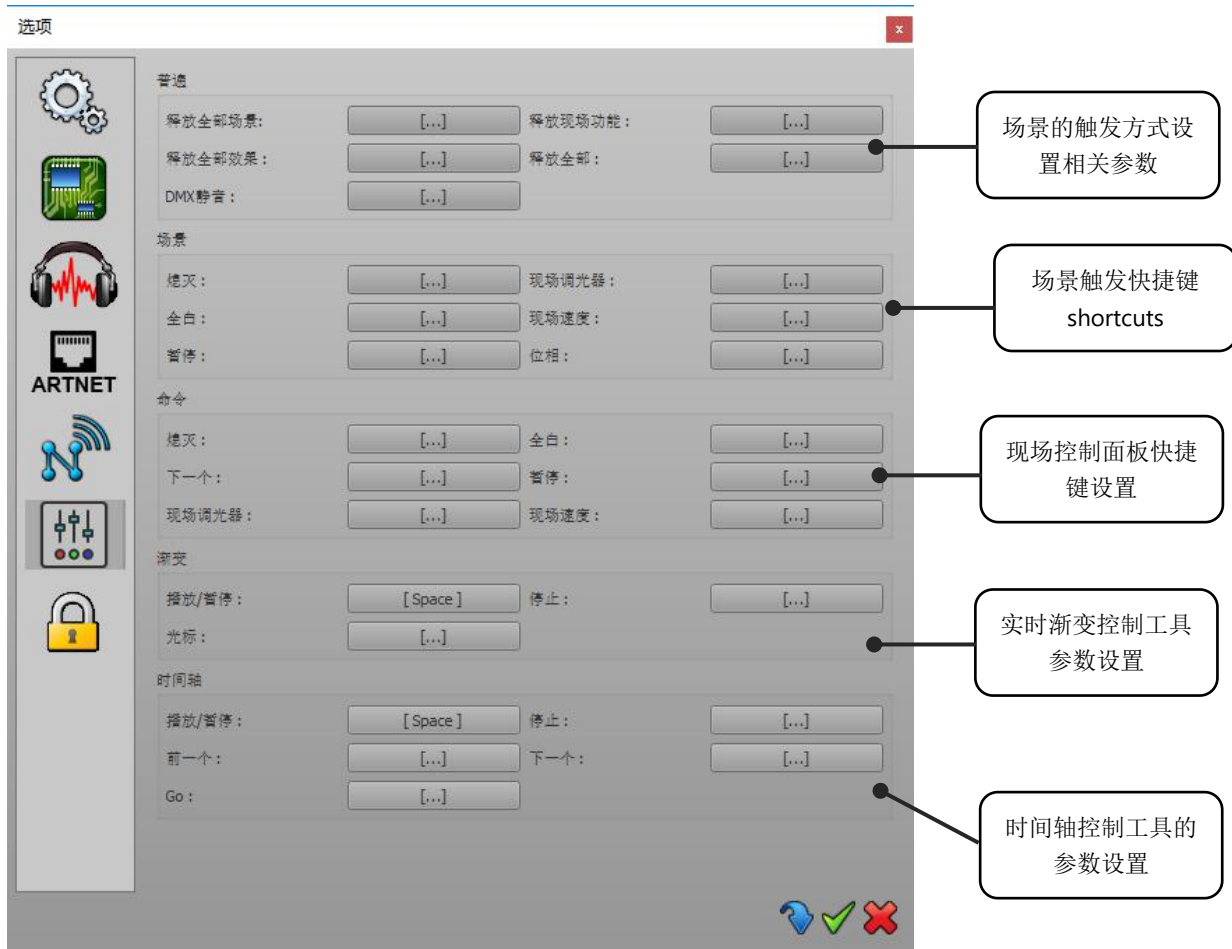 选项
x
普通
释放全部场景: [...] 释放现场功能: [...]
释放全部效果: [...] 释放全部: [...]
DMX静音: [...]
场景
熄灭: [...] 现场调光器: [...]
全白: [...] 现场速度: [...]
暂停: [...] 位相: [...]
命令
熄灭: [...] 全白: [...]
下一个: [...] 暂停: [...]
现场调光器: [...] 现场速度: [...]
渐变
播放/暂停: [ Space ] 停止: [...]
光标: [...]
时间轴
播放/暂停: [ Space ] 停止: [...]
前一个: [...] 下一个: [...]
Go: [...]
ARTNET
场景的触发方式设
置相关参数
场景触发快捷键
shortcuts
现场控制面板快捷
键设置
实时渐变控制工具
参数设置
时间轴控制工具的
参数设置